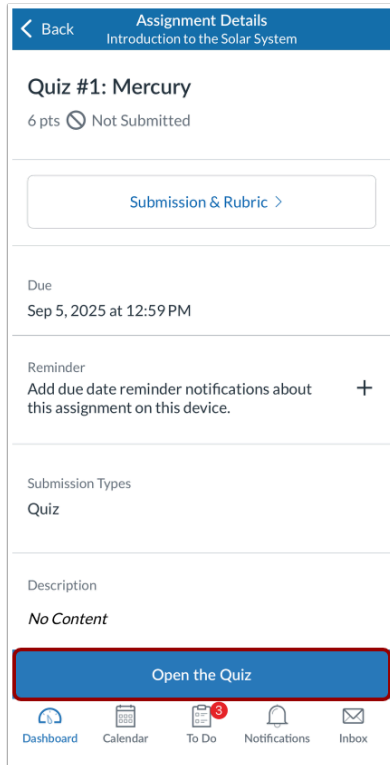 Back
Assignment Details
Introduction to the Solar System
Quiz #1: Mercury
6 pts Not Submitted
Submission & Rubric >
Due
Sep 5, 2025 at 12:59 PM
Reminder
Add due date reminder notifications about
this assignment on this device.
Submission Types
Quiz
Description
No Content
Open the Quiz
3
Dashboard Calendar To Do Notifications Inbox